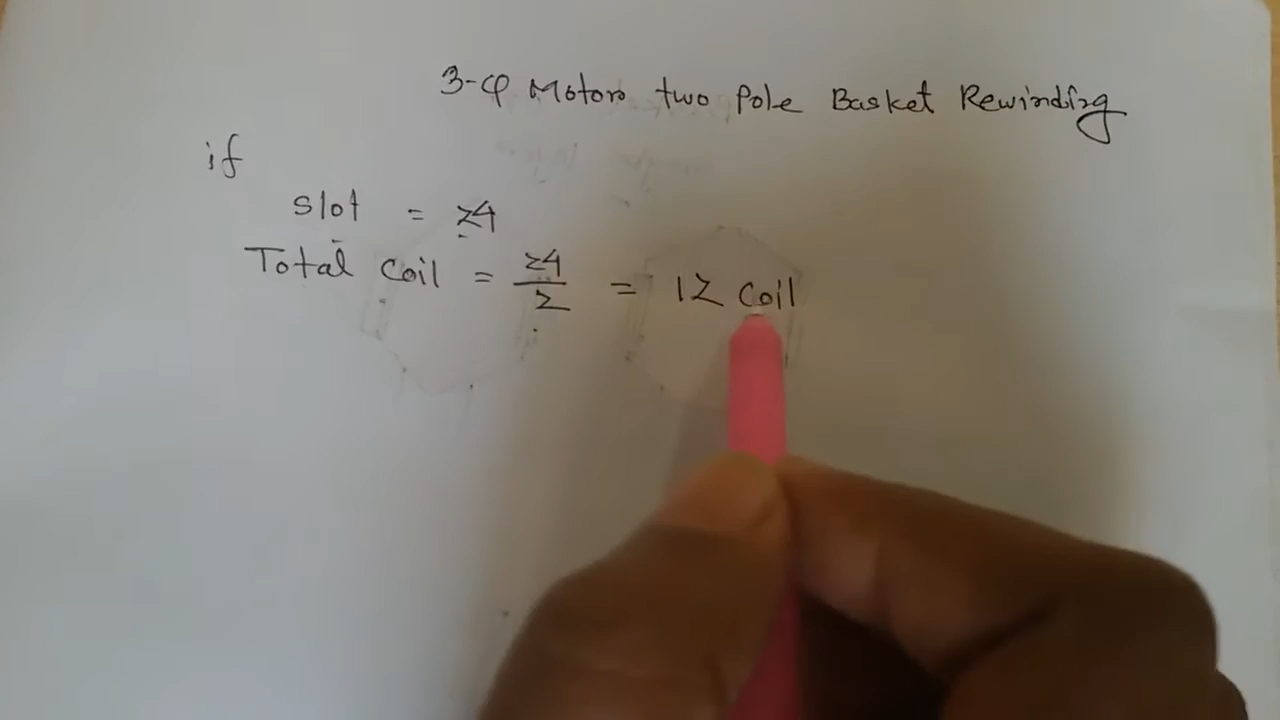 3-φ Motors two Pole Basket Rewinding
if
slot = 24
Total coil = 24/2 = 12 coil